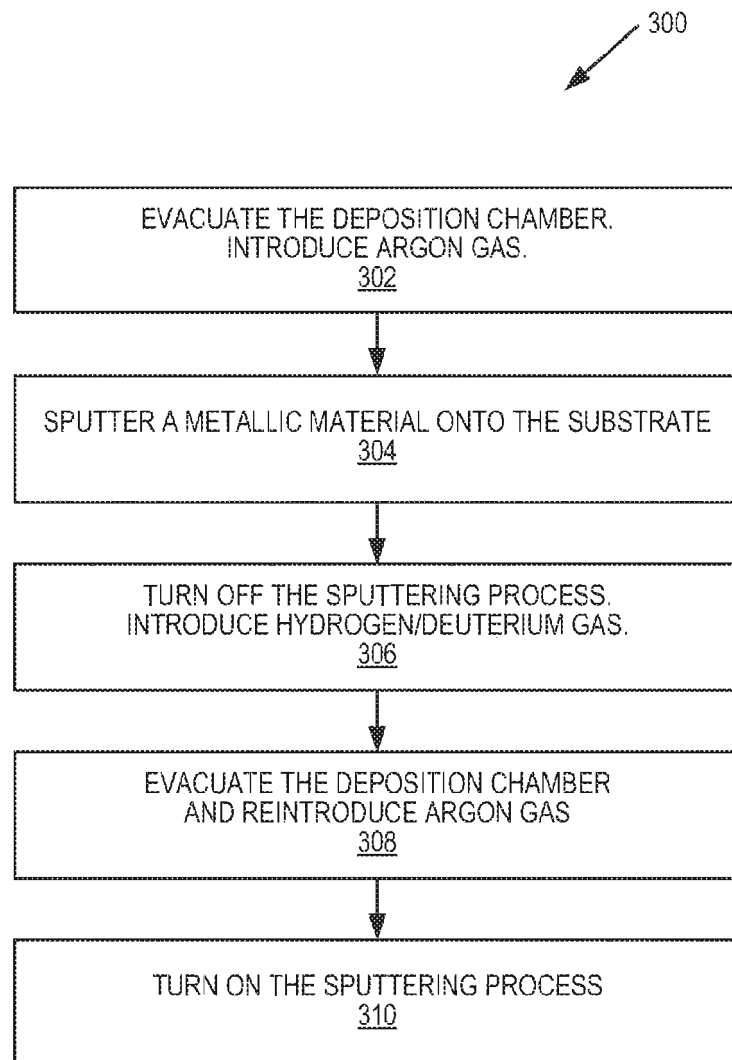 300
EVACUATE THE DEPOSITION CHAMBER.
INTRODUCE ARGON GAS.
302
SPUTTER A METALLIC MATERIAL ONTO THE SUBSTRATE
304
TURN OFF THE SPUTTERING PROCESS.
INTRODUCE HYDROGEN/DEUTERIUM GAS.
306
EVACUATE THE DEPOSITION CHAMBER
AND REINTRODUCE ARGON GAS
308
TURN ON THE SPUTTERING PROCESS
310